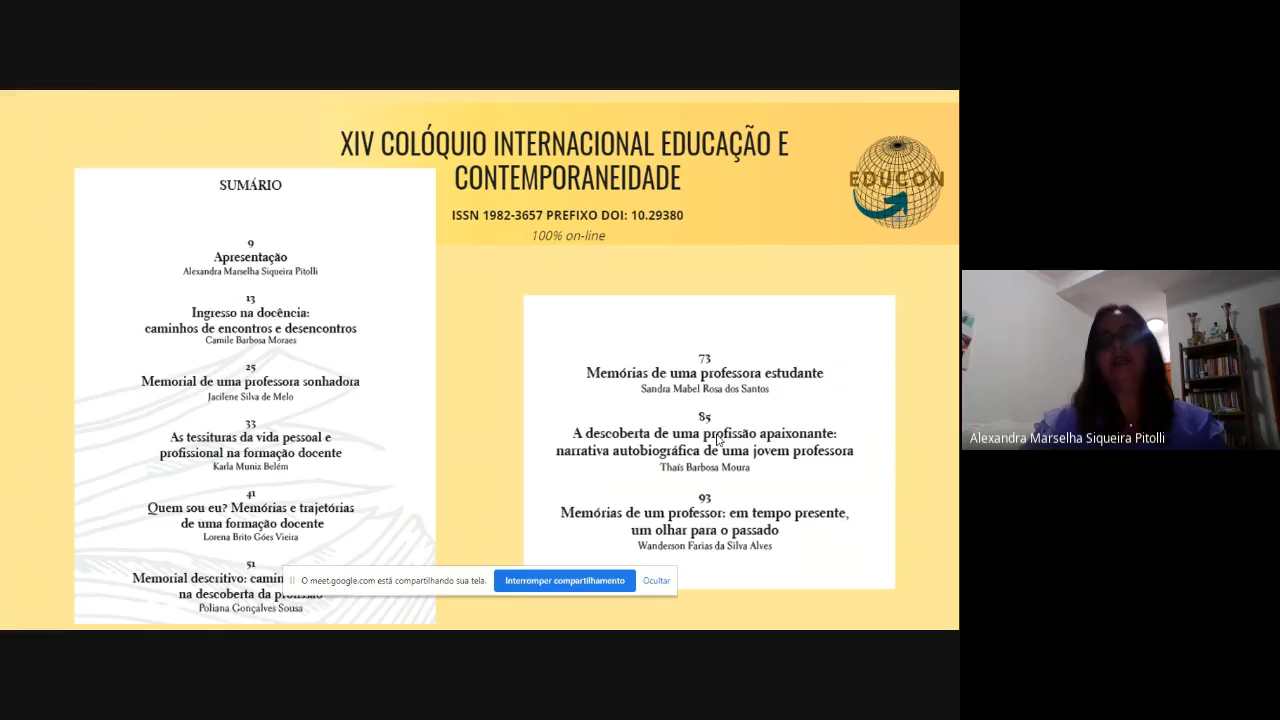 XIV COLÓQUIO INTERNACIONAL EDUCAÇÃO E
CONTEMPORANEIDADE
ISSN 1982-3657 PREFIXO DOI: 10.29380
100% on-line
EDUCON
SUMÁRIO
9
Apresentação
Alexandra Marselha Siqueira Pitolli
13
Ingresso na docência:
caminhos de encontros e desencontros
Camile Barbosa Moraes
25
Memorial de uma professora sonhadora
Jacilene Silva de Melo
33
As tessituras da vida pessoal e
profissional na formação docente
Karla Muniz Belém
41
Quem sou eu? Memórias e trajetórias
de uma formação docente
Lorena Brito Góes Vieira
51
Memorial descritivo:
na descoberta da
Poliana Gonçalves Sousa
73
Memórias de uma professora estudante
Sandra Mabel Rosa dos Santos
85
A descoberta de uma profissão apaixonante:
narrativa autobiográfica de uma jovem professora
Thaís Barbosa Moura
93
Memórias de um professor: em tempo presente,
um olhar para o passado
Wanderson Farias da Silva Alves
O meet.google.com está compartilhando sua tela.
Interromper compartilhamento
Ocultar
Alexandra Marselha Siqueira Pitolli